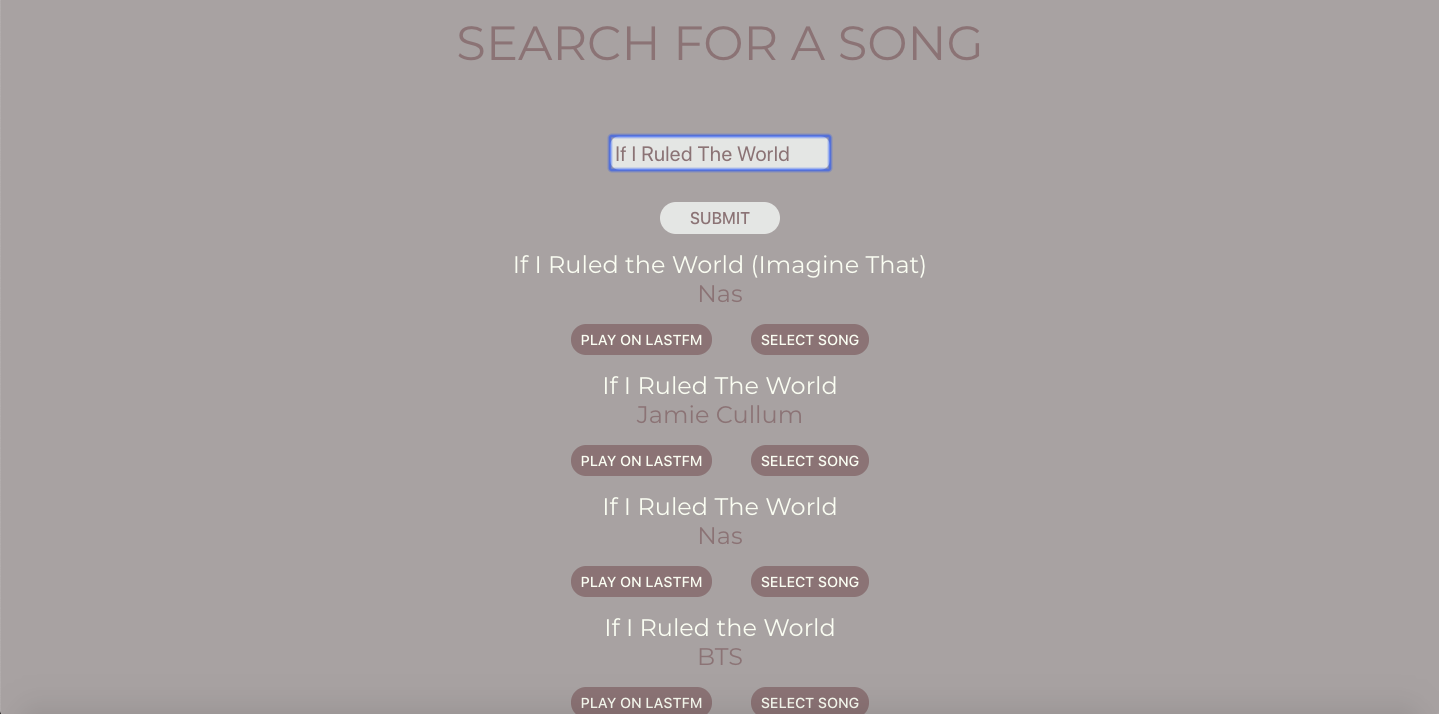 SEARCH FOR A SONG
If I Ruled The World
SUBMIT
If I Ruled the World (Imagine That)
Nas
PLAY ON LASTFM SELECT SONG
If I Ruled The World
Jamie Cullum
PLAY ON LASTFM SELECT SONG
If I Ruled The World
Nas
PLAY ON LASTFM SELECT SONG
If I Ruled the World
BTS
PLAY ON LASTFM SELECT SONG